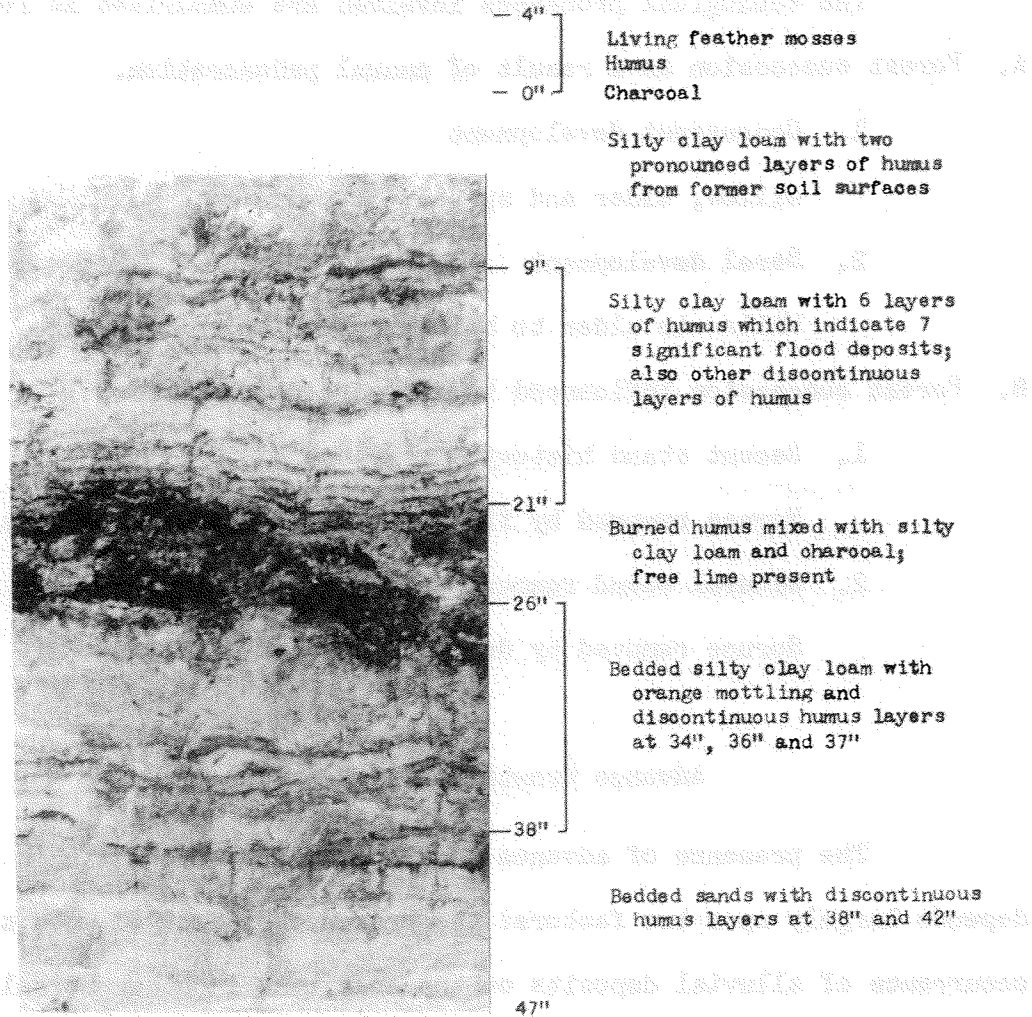 4"
Living feather mosses
Humus
0"
Charcoal
Silty clay loam with two
pronounced layers of humus
from former soil surfaces
9"
Silty clay loam with 6 layers
of humus which indicate 7
significant flood deposits;
also other discontinuous
layers of humus
21"
Burned humus mixed with silty
clay loam and charcoal;
free lime present
26"
Bedded silty clay loam with
orange mottling and
discontinuous humus layers
at 34", 36" and 37"
38"
Bedded sands with discontinuous
humus layers at 38" and 42"
47"